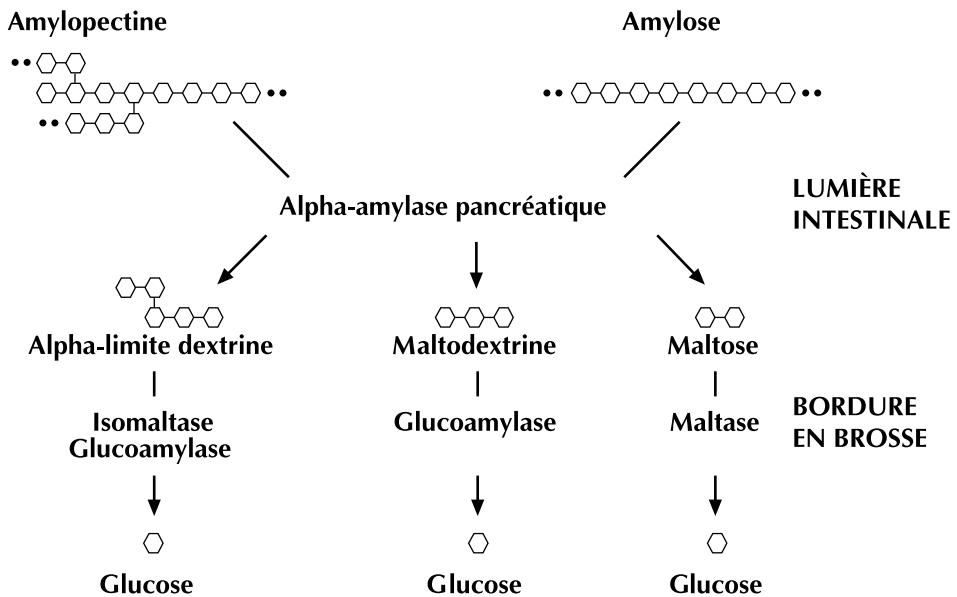 Amylopectine
Amylose
Alpha-amylase pancréatique
LUMIÈRE
INTESTINALE
Alpha-limite dextrine
Maltodextrine
Maltose
Isomaltase
Glucoamylase
Glucoamylase
Maltase
BORDURE
EN BROSSE
Glucose
Glucose
Glucose